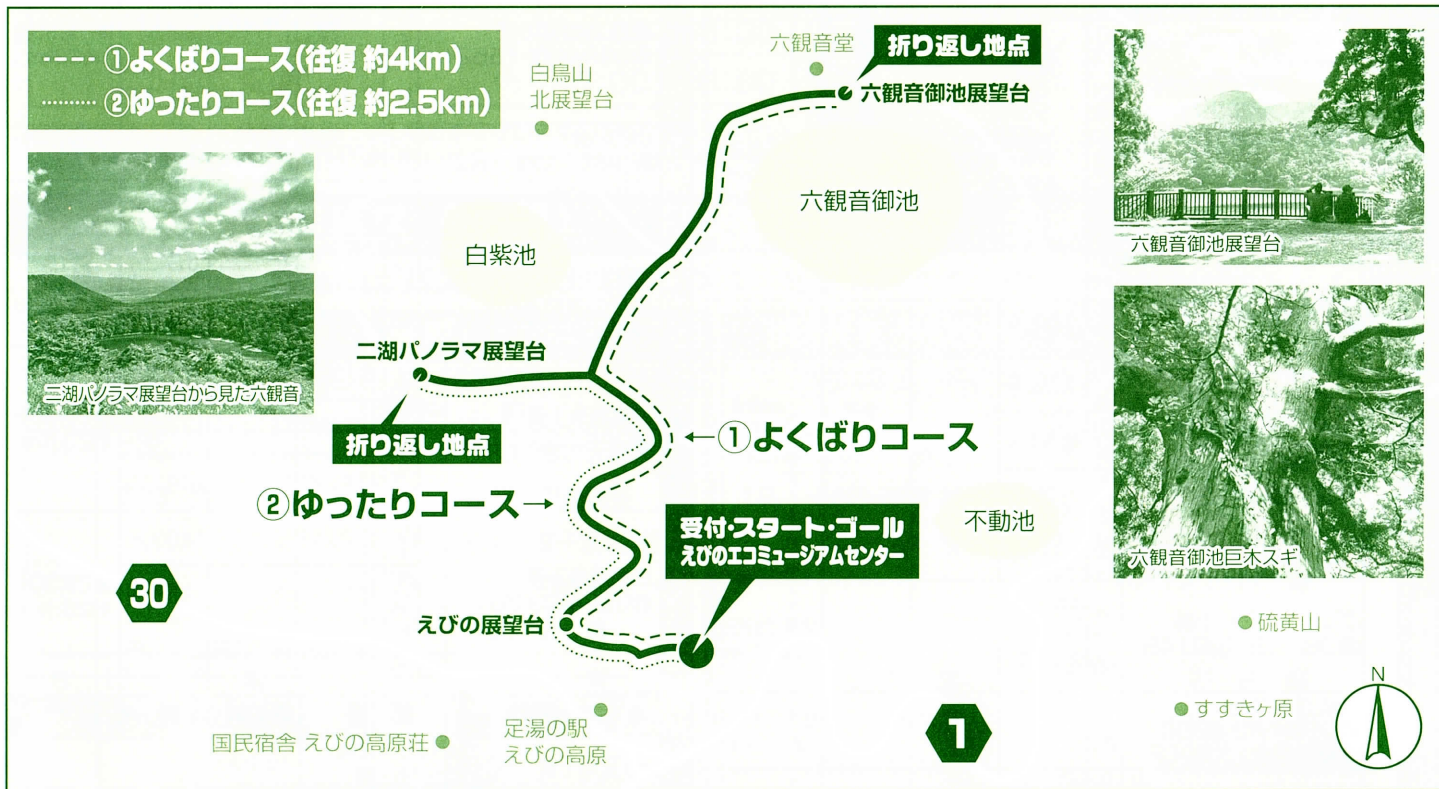 ①よくばりコース(往復 約4km)
②ゆったりコース(往復 約2.5km)
白鳥山
北展望台
六観音堂
折り返し地点
六観音御池展望台
六観音御池
白紫池
六観音御池展望台
二湖パノラマ展望台から見た六観音
二湖パノラマ展望台
折り返し地点
←①よくばりコース
②ゆったりコース→
受付・スタート・ゴール
えびのエコミュージアムセンター
不動池
六観音御池巨木スギ
30
えびの展望台
硫黄山
足湯の駅
えびの高原
国民宿舎 えびの高原荘
1
すすきヶ原
N